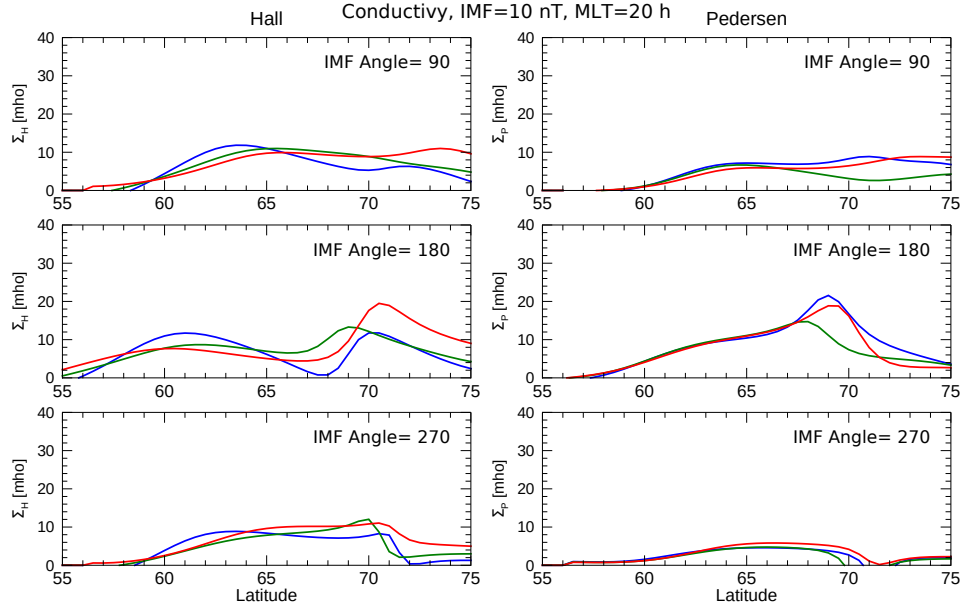 Conductivy, IMF=10 nT, MLT=20 h
Hall Pedersen
40 40
IMF Angle= 90 IMF Angle= 90
30 30
Σ_H [mho] Σ_P [mho]
20 20
10 10
0 0
55 60 65 70 75 55 60 65 70 75
40 40
IMF Angle= 180 IMF Angle= 180
30 30
Σ_H [mho] Σ_P [mho]
20 20
10 10
0 0
55 60 65 70 75 55 60 65 70 75
40 40
IMF Angle= 270 IMF Angle= 270
30 30
Σ_H [mho] Σ_P [mho]
20 20
10 10
0 0
55 60 65 70 75 55 60 65 70 75
Latitude Latitude